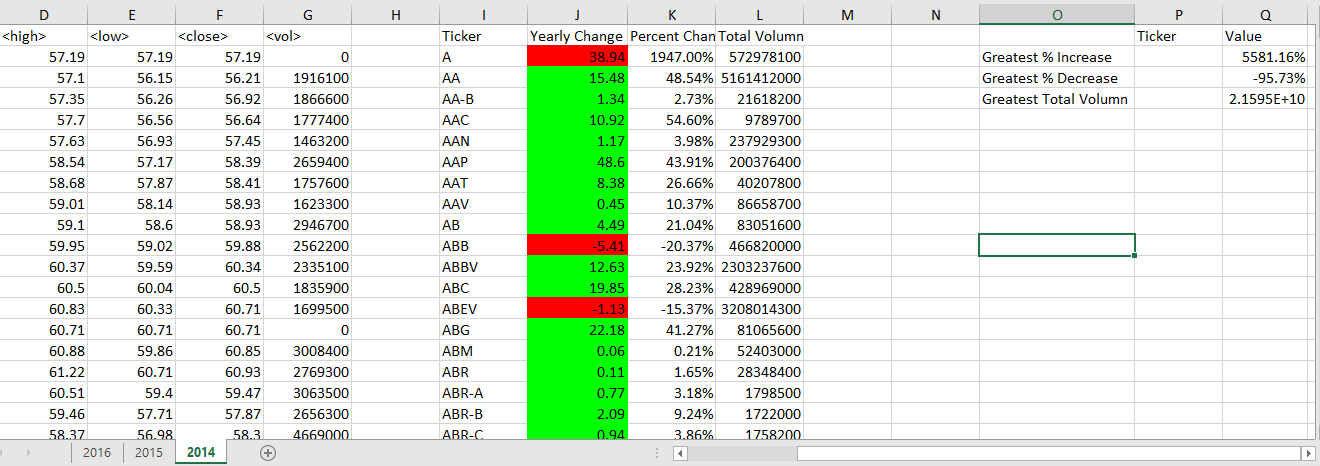 D E F G H I J K L M N O P Q
<high> <low> <close> <vol> Ticker Yearly Change Percent Chan Total Volumn Ticker Value
57.19 57.19 57.19 0 A 38.94 1947.00% 572978100 Greatest % Increase 5581.16%
57.1 56.15 56.21 1916100 AA 15.48 48.54% 5161412000 Greatest % Decrease -95.73%
57.35 56.26 56.92 1866600 AA-B 1.34 2.73% 21618200 Greatest Total Volumn 2.1595E+10
57.7 56.56 56.64 1777400 AAC 10.92 54.60% 9789700
57.63 56.93 57.45 1463200 AAN 1.17 3.98% 237929300
58.54 57.17 58.39 2659400 AAP 48.6 43.91% 200376400
58.68 57.87 58.41 1757600 AAT 8.38 26.66% 40207800
59.01 58.14 58.93 1623300 AAV 0.45 10.37% 86658700
59.1 58.6 58.93 2946700 AB 4.49 21.04% 83051600
59.95 59.02 59.88 2562200 ABB -5.41 -20.37% 466820000
60.37 59.59 60.34 2335100 ABBV 12.63 23.92% 2303237600
60.5 60.04 60.5 1835900 ABC 19.85 28.23% 428969000
60.83 60.33 60.71 1699500 ABEV -1.13 -15.37% 3208014300
60.71 60.71 60.71 0 ABG 22.18 41.27% 81065600
60.88 59.86 60.85 3008400 ABM 0.06 0.21% 52403000
61.22 60.71 60.93 2769300 ABR 0.11 1.65% 28348400
60.51 59.4 59.47 3063500 ABR-A 0.77 3.18% 1798500
59.46 57.71 57.87 2656300 ABR-B 2.09 9.24% 1722000
58.37 56.98 58.3 4669000 ABR-C 0.94 3.86% 1758200
2016 2015 2014